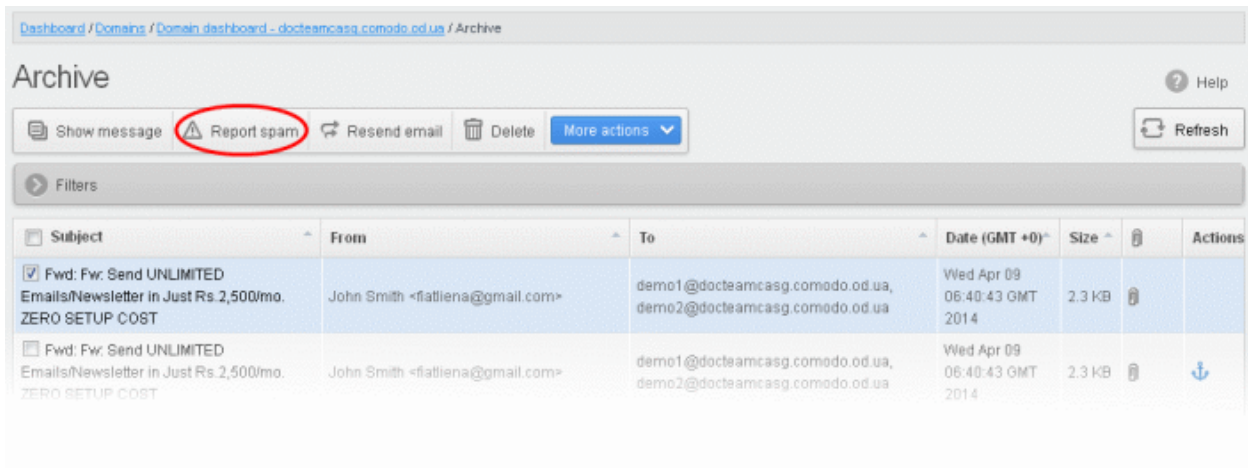 Dashboard / Domains / Domain dashboard - docteamcasg.comodo.od.ua / Archive
Archive
Help
Show message Report spam Resend email Delete More actions Refresh
Filters
Subject From To Date (GMT +0) Size Actions
Fwd: Fw: Send UNLIMITED
Emails/Newsletter in Just Rs.2,500/mo.
ZERO SETUP COST
John Smith <fiatliena@gmail.com>
demo1@docteamcasg.comodo.od.ua,
demo2@docteamcasg.comodo.od.ua
Wed Apr 09
06:40:43 GMT
2014
2.3 KB
Fwd: Fw: Send UNLIMITED
Emails/Newsletter in Just Rs.2,500/mo.
ZERO SETUP COST
John Smith <fiatliena@gmail.com>
demo1@docteamcasg.comodo.od.ua,
demo2@docteamcasg.comodo.od.ua
Wed Apr 09
06:40:43 GMT
2014
2.3 KB